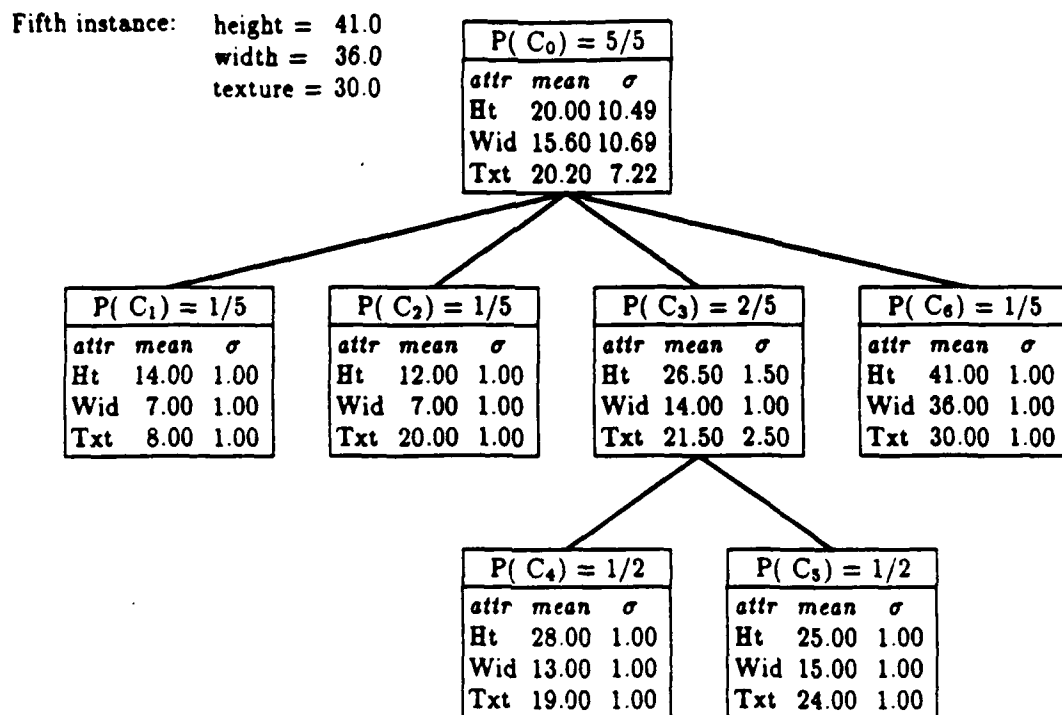 Fifth instance: height = 41.0
width = 36.0
texture = 30.0
P( C₀) = 5/5
attr mean σ
Ht 20.00 10.49
Wid 15.60 10.69
Txt 20.20 7.22
P( C₁) = 1/5
attr mean σ
Ht 14.00 1.00
Wid 7.00 1.00
Txt 8.00 1.00
P( C₂) = 1/5
attr mean σ
Ht 12.00 1.00
Wid 7.00 1.00
Txt 20.00 1.00
P( C₃) = 2/5
attr mean σ
Ht 26.50 1.50
Wid 14.00 1.00
Txt 21.50 2.50
P( C₆) = 1/5
attr mean σ
Ht 41.00 1.00
Wid 36.00 1.00
Txt 30.00 1.00
P( C₄) = 1/2
attr mean σ
Ht 28.00 1.00
Wid 13.00 1.00
Txt 19.00 1.00
P( C₅) = 1/2
attr mean σ
Ht 25.00 1.00
Wid 15.00 1.00
Txt 24.00 1.00